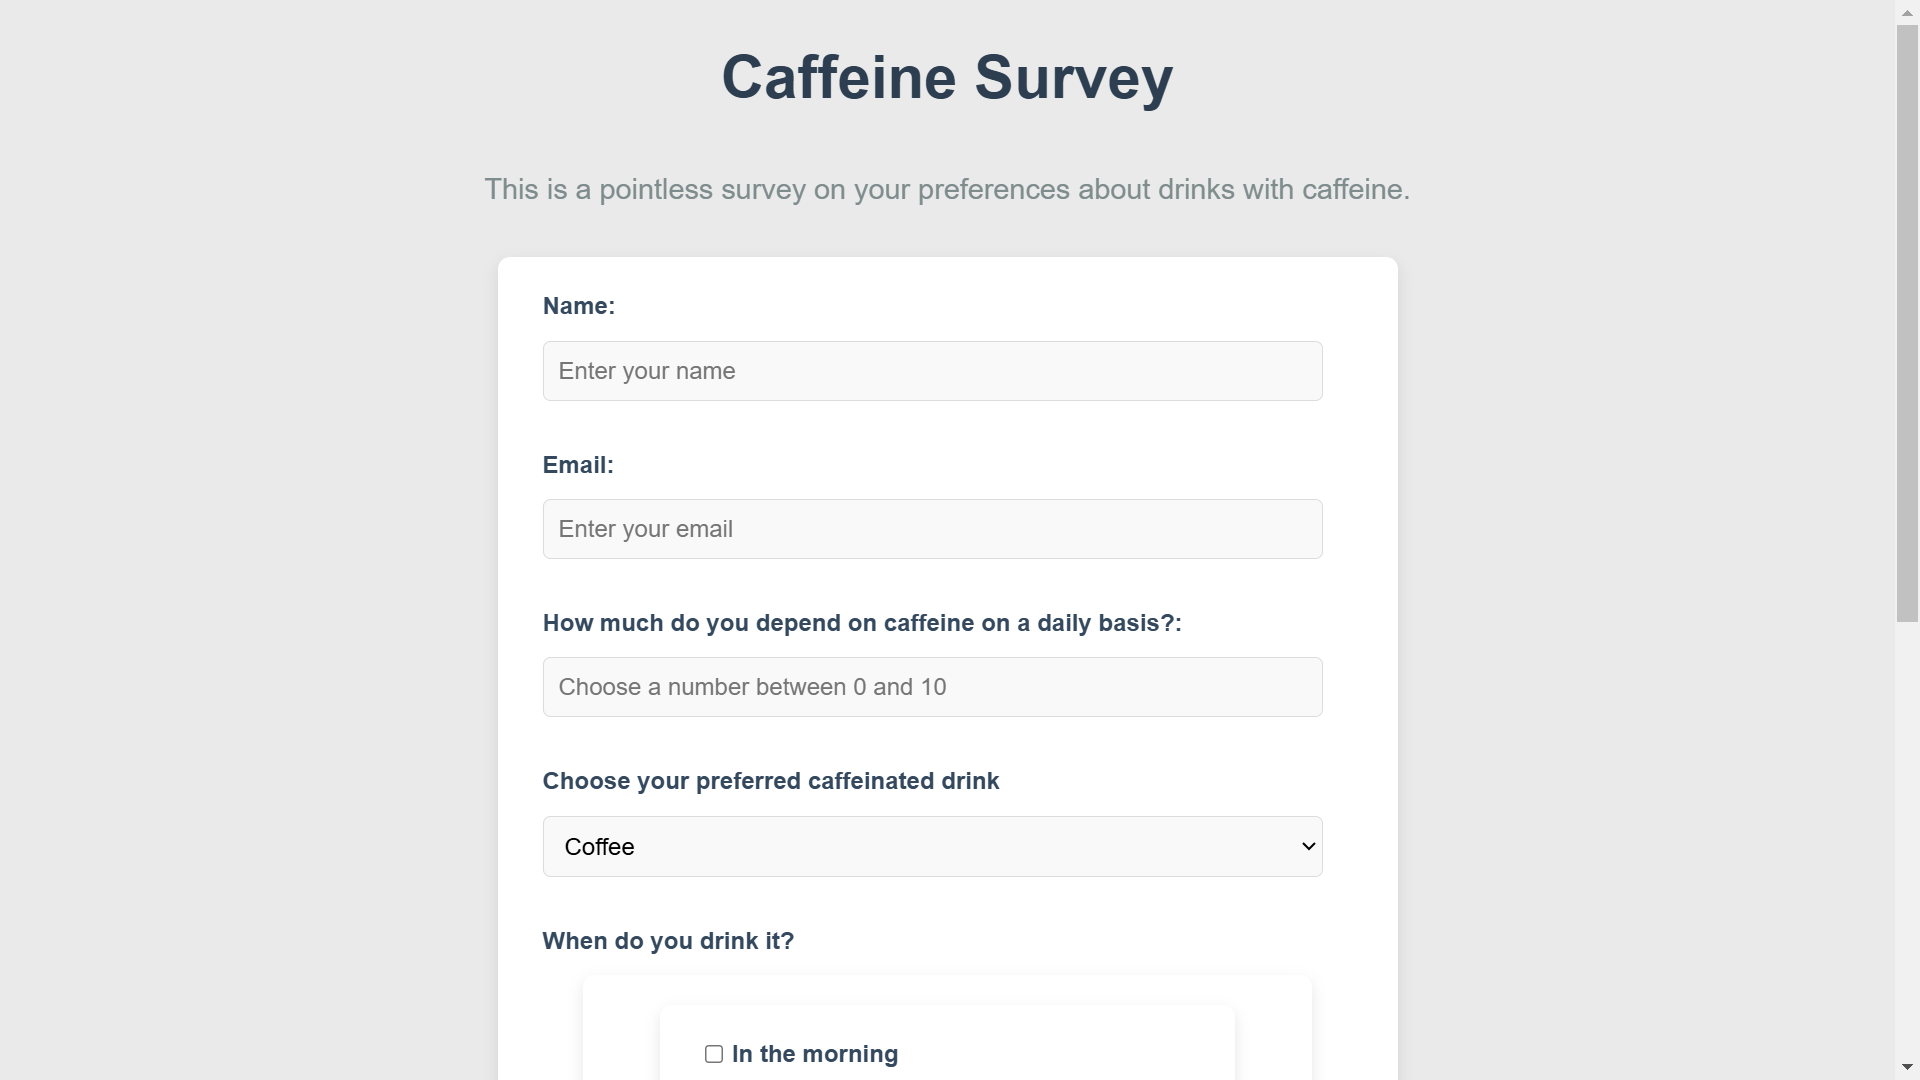 Caffeine Survey
This is a pointless survey on your preferences about drinks with caffeine.
Name:
Enter your name
Email:
Enter your email
How much do you depend on caffeine on a daily basis?:
Choose a number between 0 and 10
Choose your preferred caffeinated drink
Coffee
When do you drink it?
In the morning